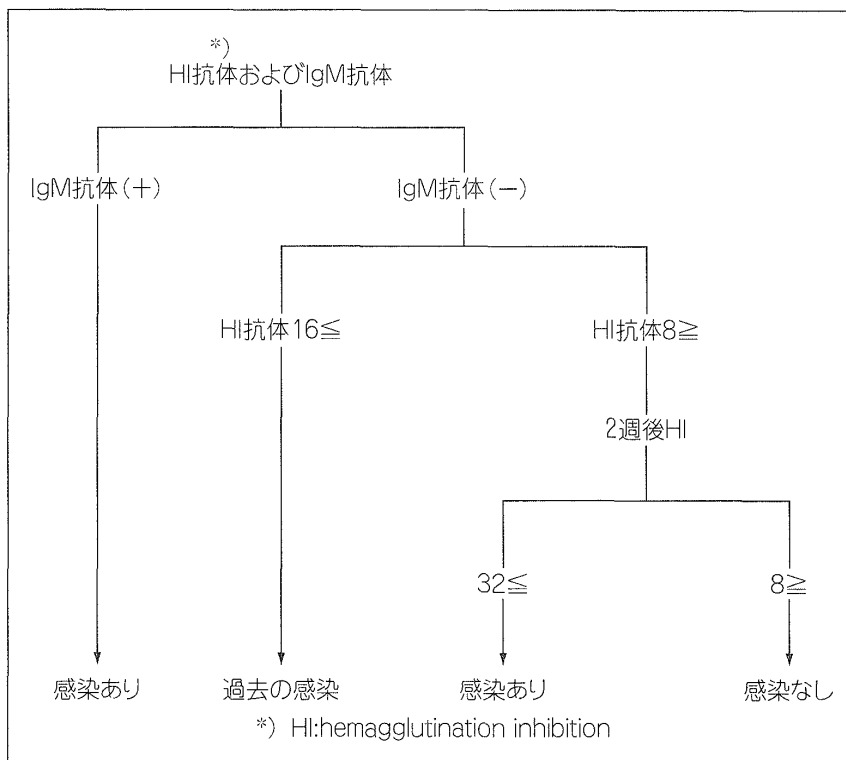 *)
HI抗体およびIgM抗体
IgM抗体(+)
IgM抗体(−)
HI抗体16≦
HI抗体8≧
2週後HI
32≦
8≧
感染あり
過去の感染
感染あり
感染なし
*) HI:hemagglutination inhibition